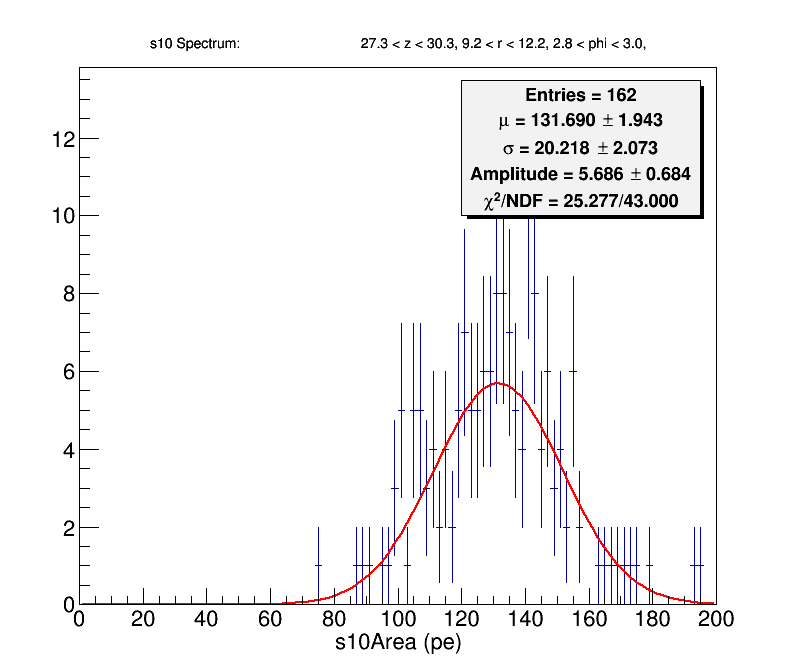 s10 Spectrum: 27.3 < z < 30.3, 9.2 < r < 12.2, 2.8 < phi < 3.0,
Entries = 162
μ = 131.690 ± 1.943
σ = 20.218 ± 2.073
Amplitude = 5.686 ± 0.684
χ²/NDF = 25.277/43.000
12
10
8
6
4
2
0
0 20 40 60 80 100 120 140 160 180 200
s10Area (pe)